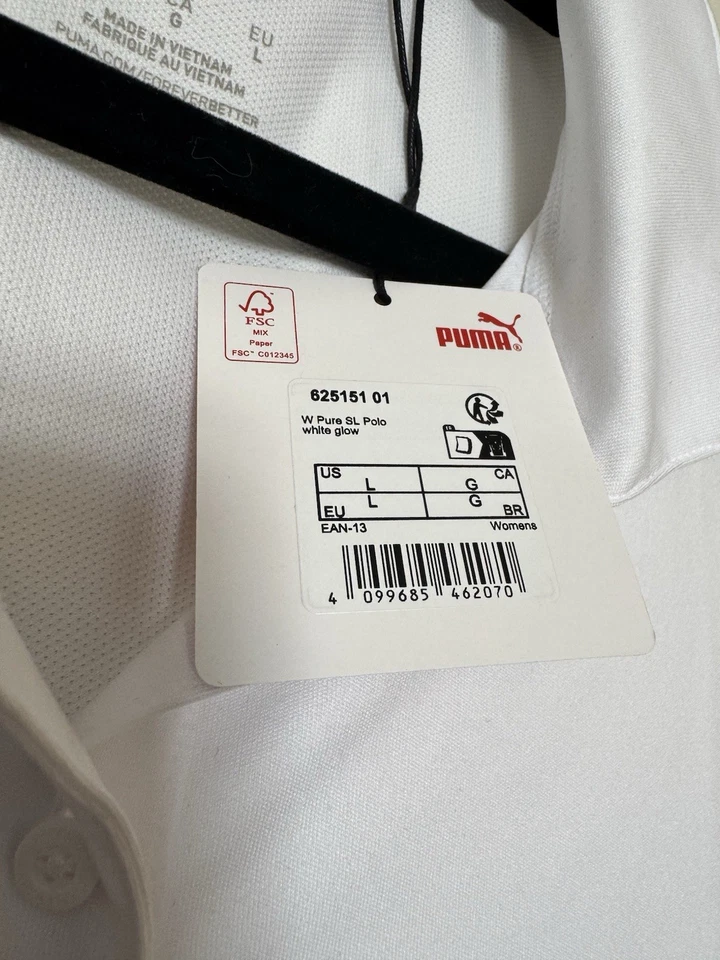 CA
G
EU
L
MADE IN VIETNAM
FABRIQUÉ AU VIETNAM
PUMA.COM/FOREVERBETTER
FSC
MIX
Paper
FSC™ C012345
PUMA®
625151 01
W Pure SL Polo
white glow
US L G CA
EU L G BR
EAN-13 Womens
4 099685 462070